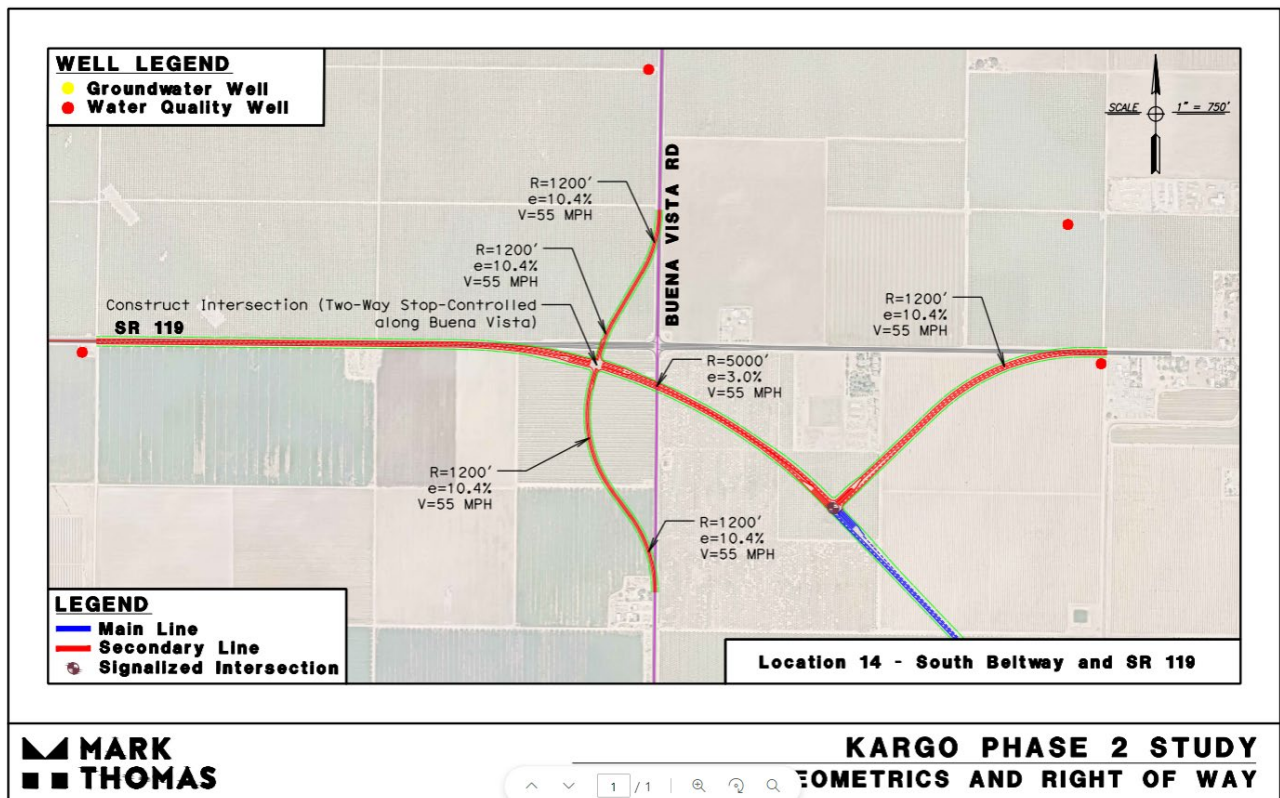 WELL LEGEND
Groundwater Well
Water Quality Well
SCALE 1" = 750'
BUENA VISTA RD
R=1200'
e=10.4%
V=55 MPH
R=1200'
e=10.4%
V=55 MPH
Construct Intersection (Two-Way Stop-Controlled
along Buena Vista)
SR 119
R=1200'
e=10.4%
V=55 MPH
R=5000'
e=3.0%
V=55 MPH
R=1200'
e=10.4%
V=55 MPH
R=1200'
e=10.4%
V=55 MPH
LEGEND
Main Line
Secondary Line
Signalized Intersection
Location 14 - South Beltway and SR 119
MARK
THOMAS
KARGO PHASE 2 STUDY
EOMETRICS AND RIGHT OF WAY
1 / 1